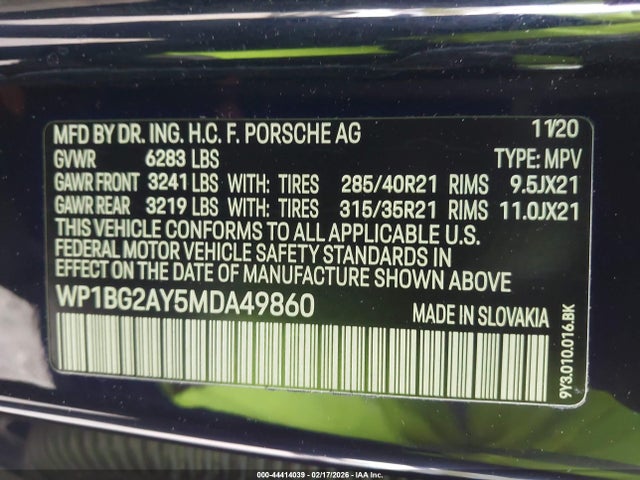 MFD BY DR. ING. H.C. F. PORSCHE AG 11/20
GVWR 6283 LBS TYPE: MPV
GAWR FRONT 3241 LBS WITH: TIRES 285/40R21 RIMS 9.5JX21
GAWR REAR 3219 LBS WITH: TIRES 315/35R21 RIMS 11.0JX21
THIS VEHICLE CONFORMS TO ALL APPLICABLE U.S.
FEDERAL MOTOR VEHICLE SAFETY STANDARDS IN
EFFECT ON THE DATE OF MANUFACTURE SHOWN ABOVE
WP1BG2AY5MDA49860 MADE IN SLOVAKIA
9Y3.010.016.BK
000-44414039 - 02/17/2026 - IAA Inc.